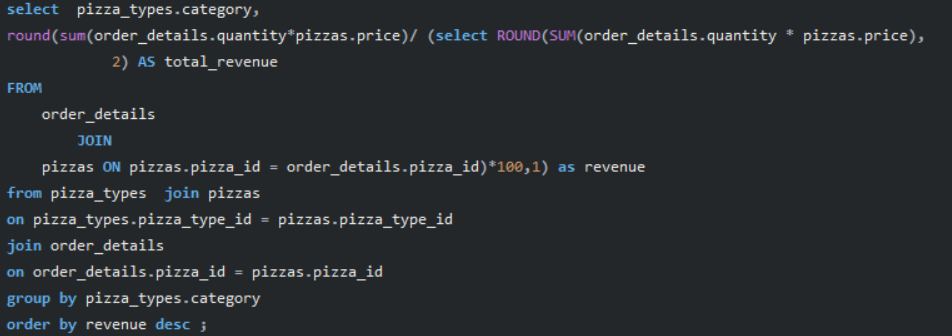 select  pizza_types.category,
round(sum(order_details.quantity*pizzas.price)/ (select ROUND(SUM(order_details.quantity * pizzas.price),
            2) AS total_revenue
FROM
    order_details
        JOIN
    pizzas ON pizzas.pizza_id = order_details.pizza_id)*100,1) as revenue
from pizza_types  join pizzas
on pizza_types.pizza_type_id = pizzas.pizza_type_id
join order_details
on order_details.pizza_id = pizzas.pizza_id
group by pizza_types.category
order by revenue desc ;